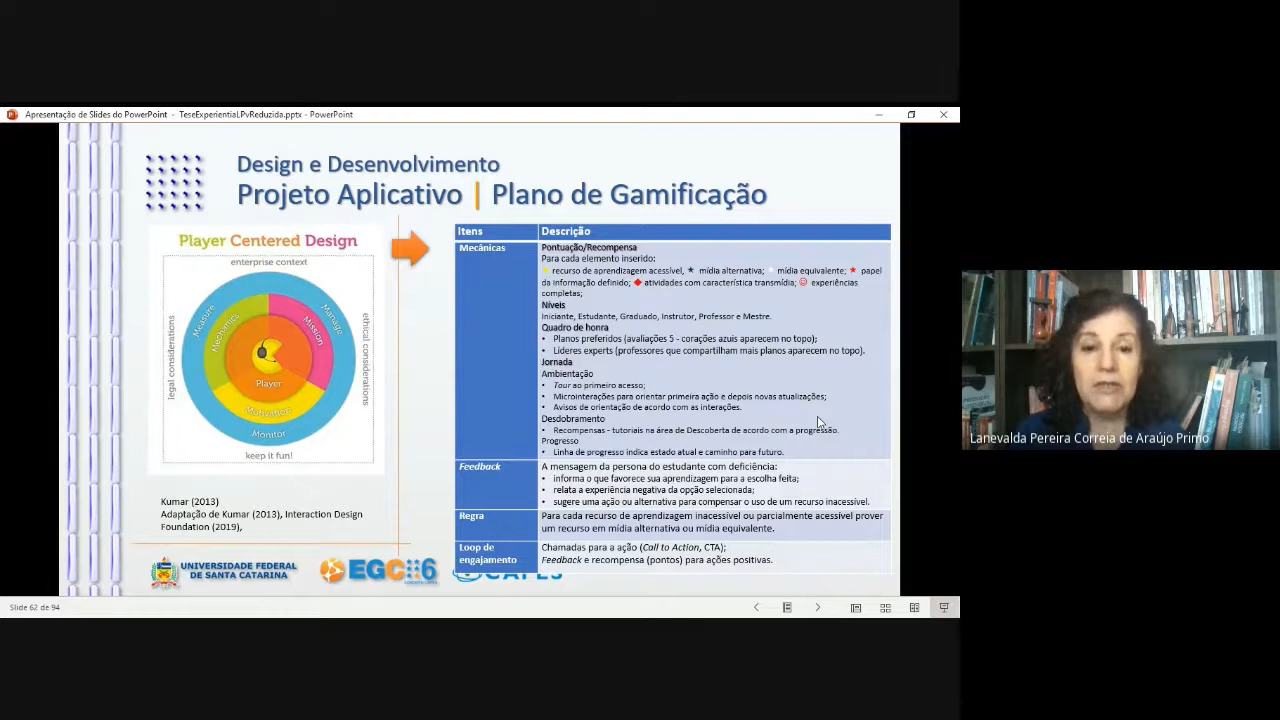 Apresentação de Slides do PowerPoint - TeseExperientialPvReduzida.pptx - PowerPoint
Design e Desenvolvimento
Projeto Aplicativo | Plano de Gamificação
Player Centered Design
enterprise context
legal considerations
ethical considerations
Measure
Manage
Mechanics
Mission
Player
Motivation
Monitor
keep it fun!
Kumar (2013)
Adaptação de Kumar (2013), Interaction Design
Foundation (2019),
Itens Descrição
Mecânicas Pontuação/Recompensa
Para cada elemento inserido:
★ recurso de aprendizagem acessível, ★ mídia alternativa; mídia equivalente; ★ papel
da informação definido; ◆ atividades com característica transmídia; ☺ experiências
completas;
Níveis
Iniciante, Estudante, Graduado, Instrutor, Professor e Mestre.
Quadro de honra
• Planos preferidos (avaliações 5 - corações azuis aparecem no topo);
• Líderes experts (professores que compartilham mais planos aparecem no topo).
Jornada
Ambientação
• Tour ao primeiro acesso;
• Microinterações para orientar primeira ação e depois novas atualizações;
• Avisos de orientação de acordo com as interações.
Desdobramento
• Recompensas - tutoriais na área de Descoberta de acordo com a progressão.
Progresso
• Linha de progresso indica estado atual e caminho para futuro.
Feedback A mensagem da persona do estudante com deficiência:
• informa o que favorece sua aprendizagem para a escolha feita;
• relata a experiência negativa da opção selecionada;
• sugere uma ação ou alternativa para compensar o uso de um recurso inacessível.
Regra Para cada recurso de aprendizagem inacessível ou parcialmente acessível prover
um recurso em mídia alternativa ou mídia equivalente.
Loop de engajamento Chamadas para a ação (Call to Action, CTA);
Feedback e recompensa (pontos) para ações positivas.
UNIVERSIDADE FEDERAL
DE SANTA CATARINA
EGC 6
CAPES
Slide 62 de 94
Lanevalda Pereira Correia de Araújo Primo